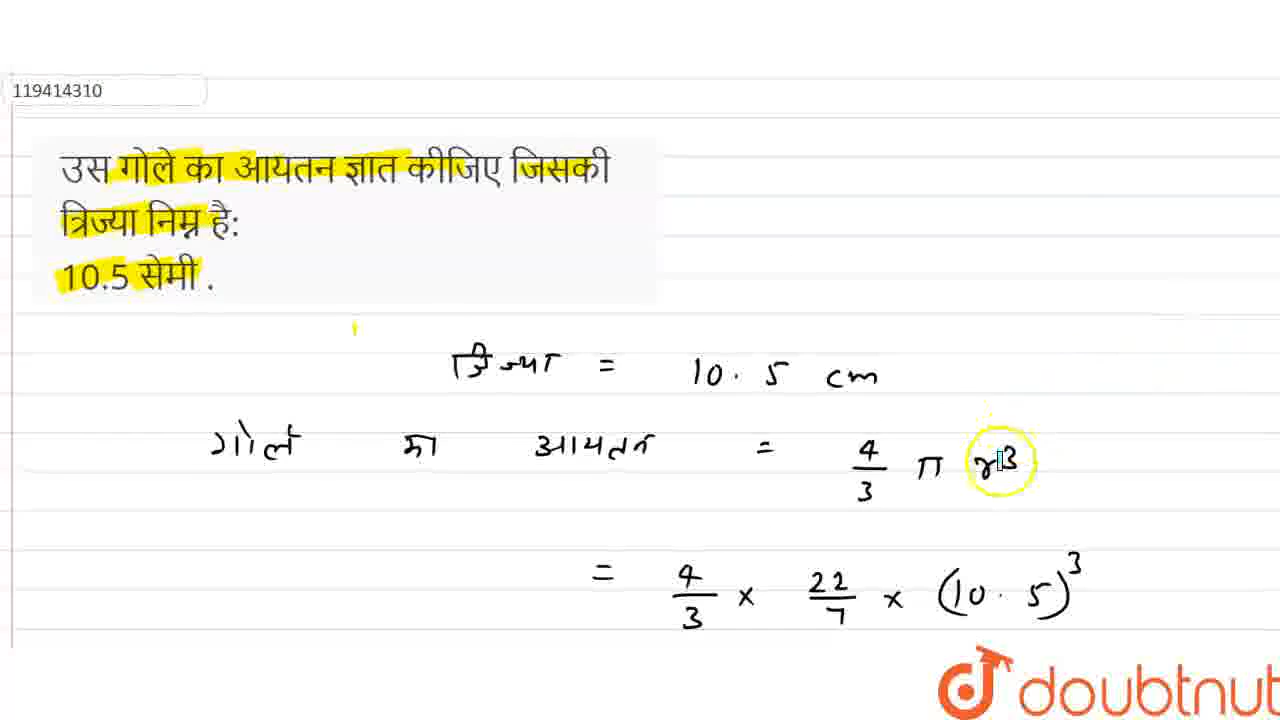 119414310
उस गोले का आयतन ज्ञात कीजिए जिसकी
त्रिज्या निम्न है:
10.5 सेमी .
त्रिज्या = 10.5 cm
गोले का आयतन = 4/3 π r³
= 4/3 × 22/7 × (10.5)³
doubtnut